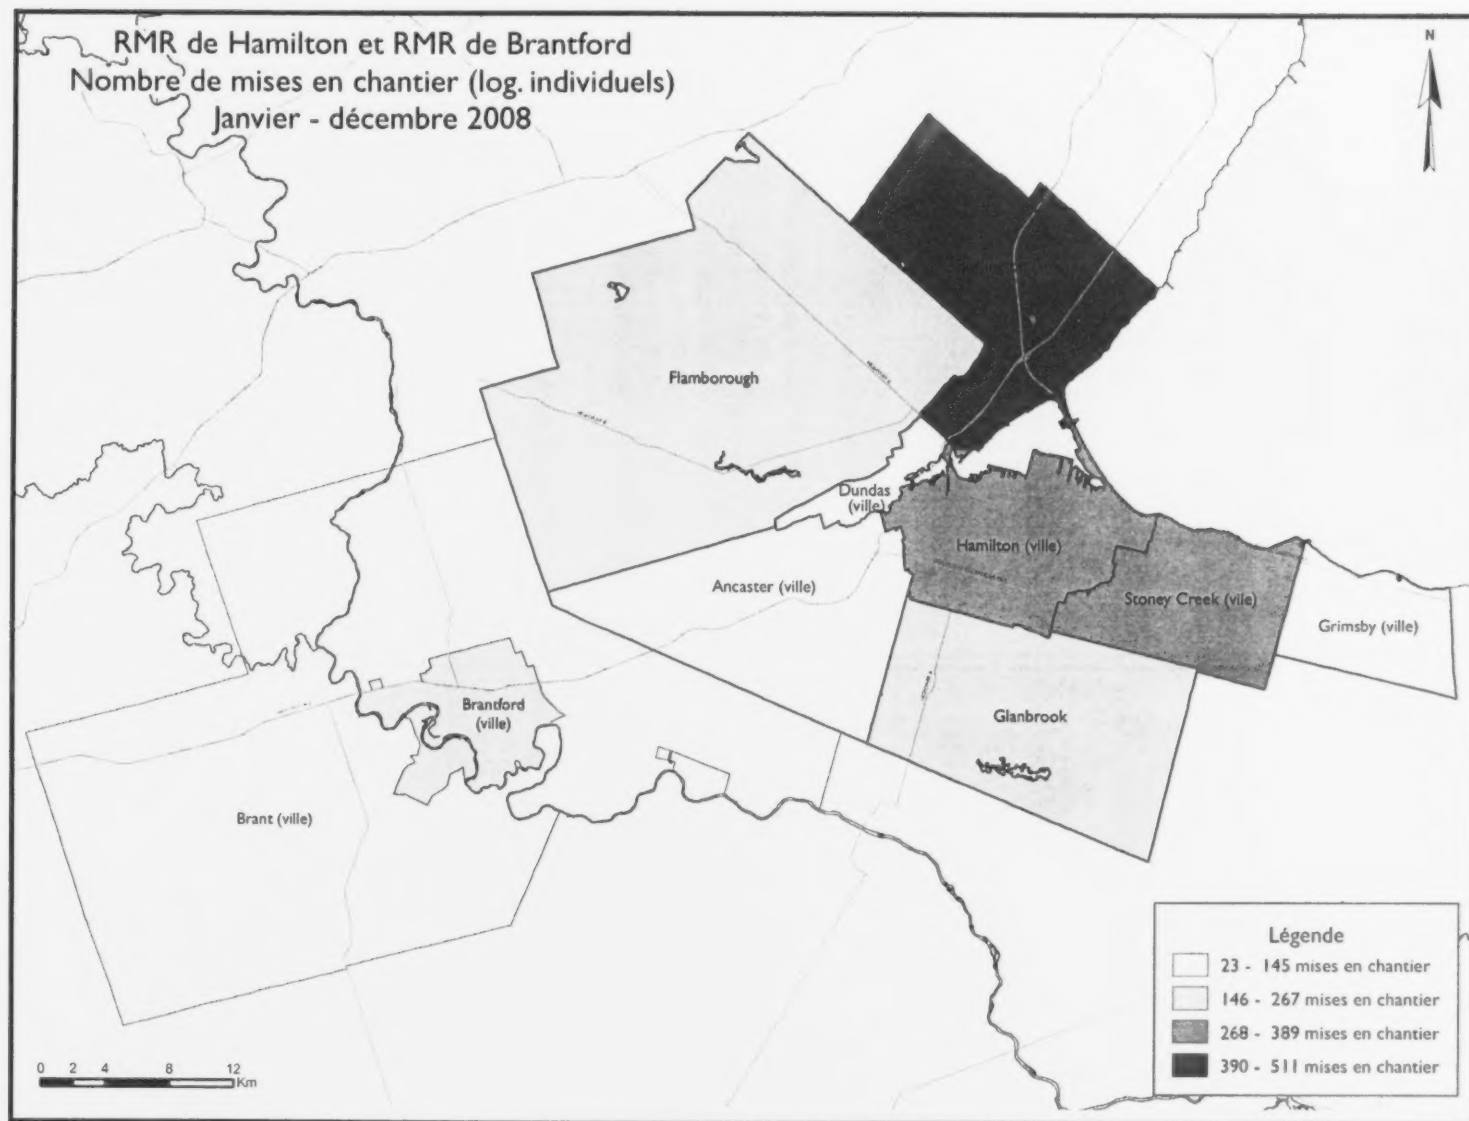 RMR de Hamilton et RMR de Brantford
Nombre de mises en chantier (log. individuels)
Janvier - décembre 2008
N
Flamborough
Dundas
(ville)
Hamilton (ville)
Ancaster (ville)
Stoney Creek (vile)
Grimsby (ville)
Brantford
(ville)
Glanbrook
Brant (ville)
Légende
23 - 145 mises en chantier
146 - 267 mises en chantier
268 - 389 mises en chantier
390 - 511 mises en chantier
0 2 4 8 12
Km